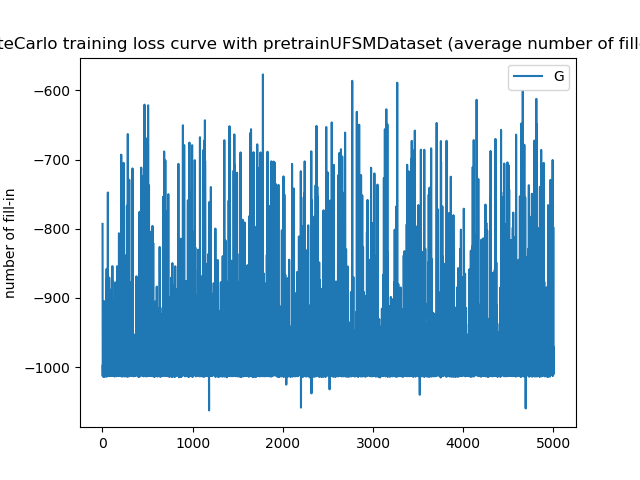 teCarlo training loss curve with pretrainUFSMDataset (average number of fill
G
number of fill-in
−600
−700
−800
−900
−1000
0 1000 2000 3000 4000 5000